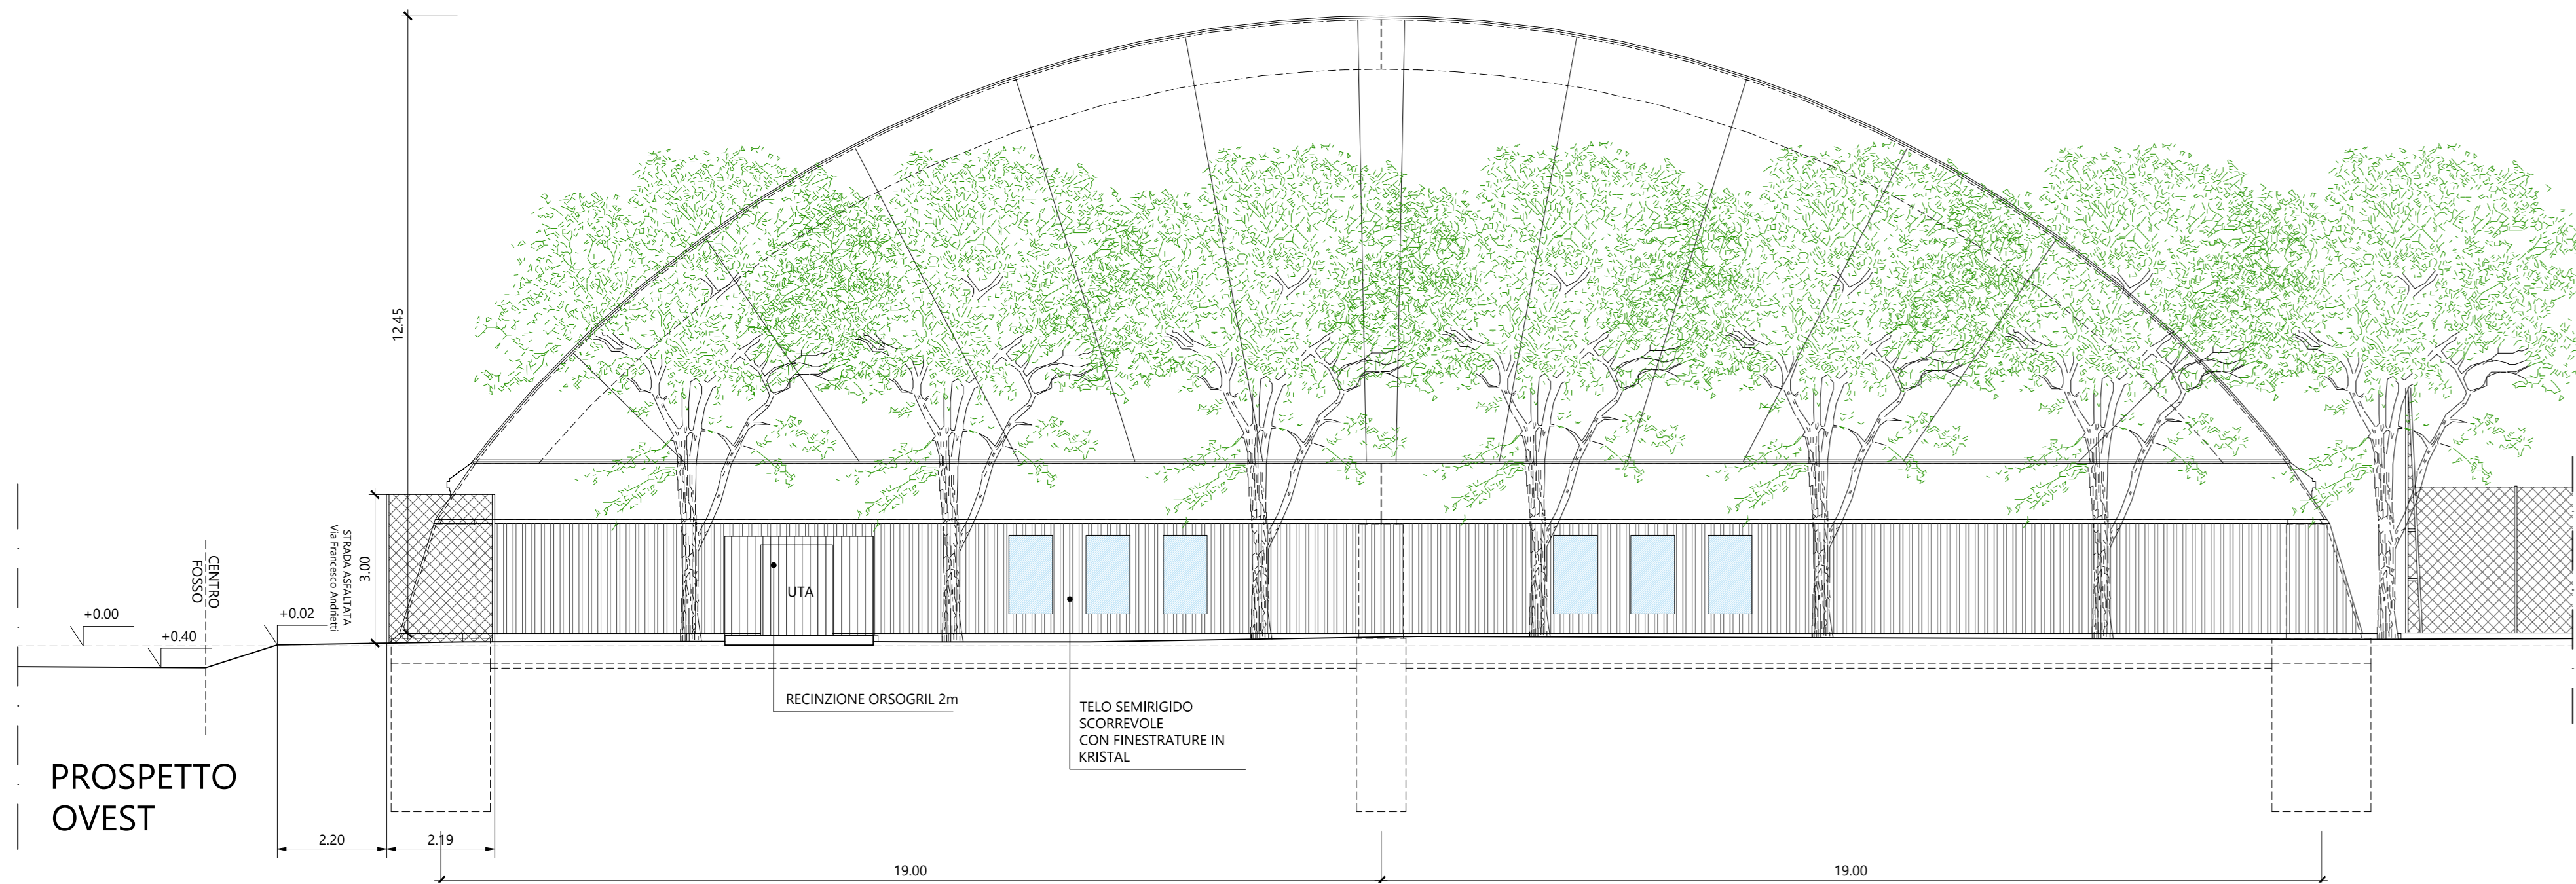 12.45
STRADA ASFALTATA
Via Francesco Andrietti
3.00
CENTRO
FOSSO
+0.00
+0.40
+0.02
UTA
RECINZIONE ORSOGRIL 2m
TELO SEMIRIGIDO
SCORREVOLE
CON FINESTRATURE IN
KRISTAL
PROSPETTO
OVEST
2.20
2.19
19.00
19.00